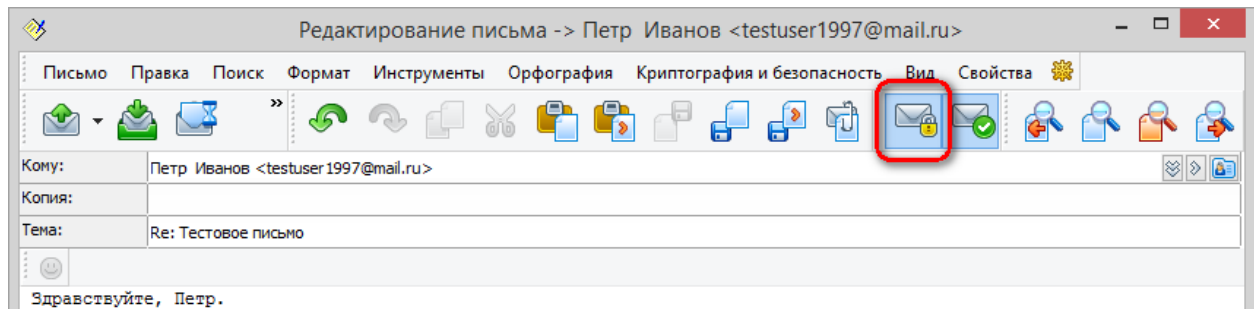 Редактирование письма -> Петр  Иванов <testuser1997@mail.ru>
Письмо Правка Поиск Формат Инструменты Орфография Криптография и безопасность Вид Свойства
Кому: Петр  Иванов <testuser1997@mail.ru>
Копия:
Тема: Re: Тестовое письмо
Здравствуйте, Петр.